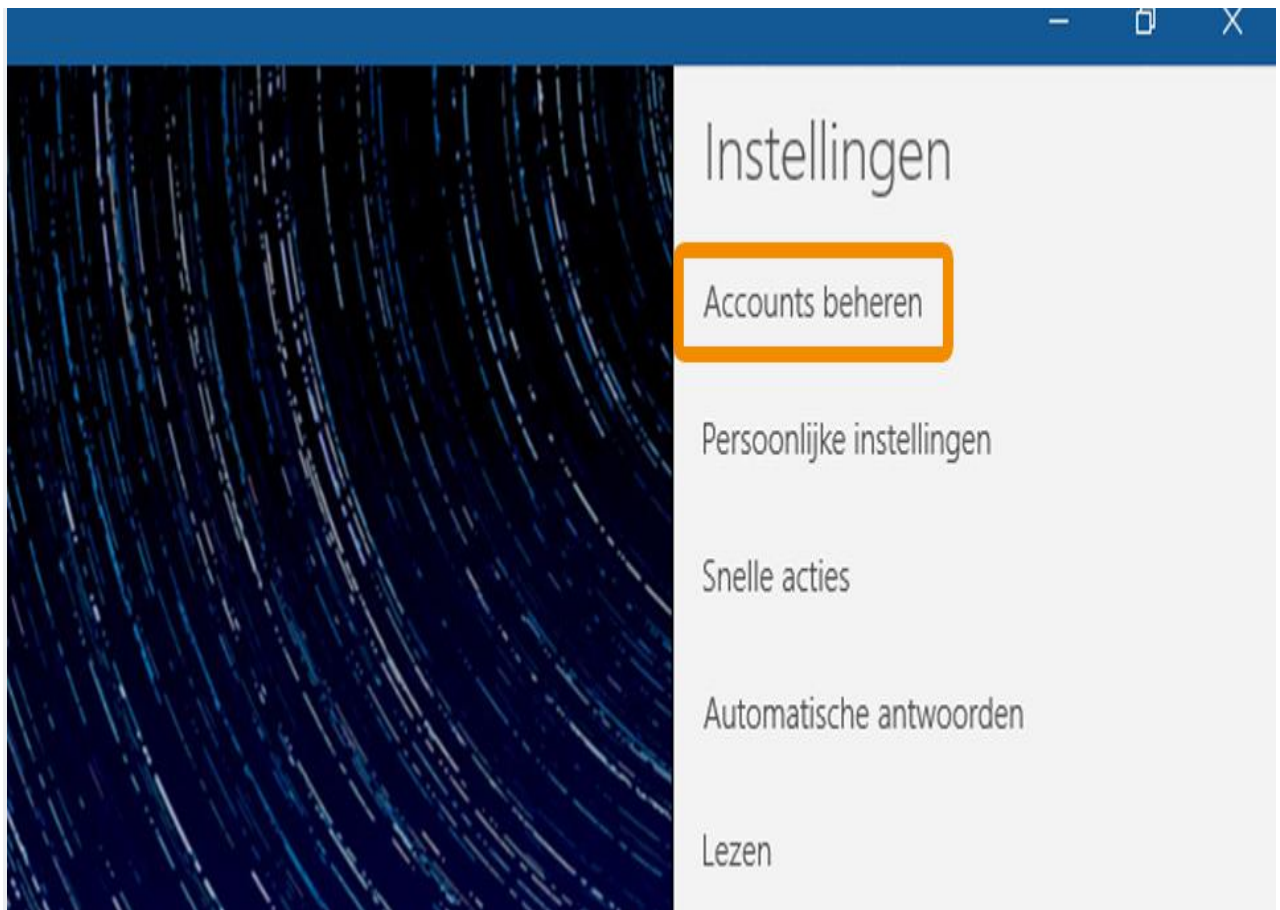 Instellingen
Accounts beheren
Persoonlijke instellingen
Snelle acties
Automatische antwoorden
Lezen